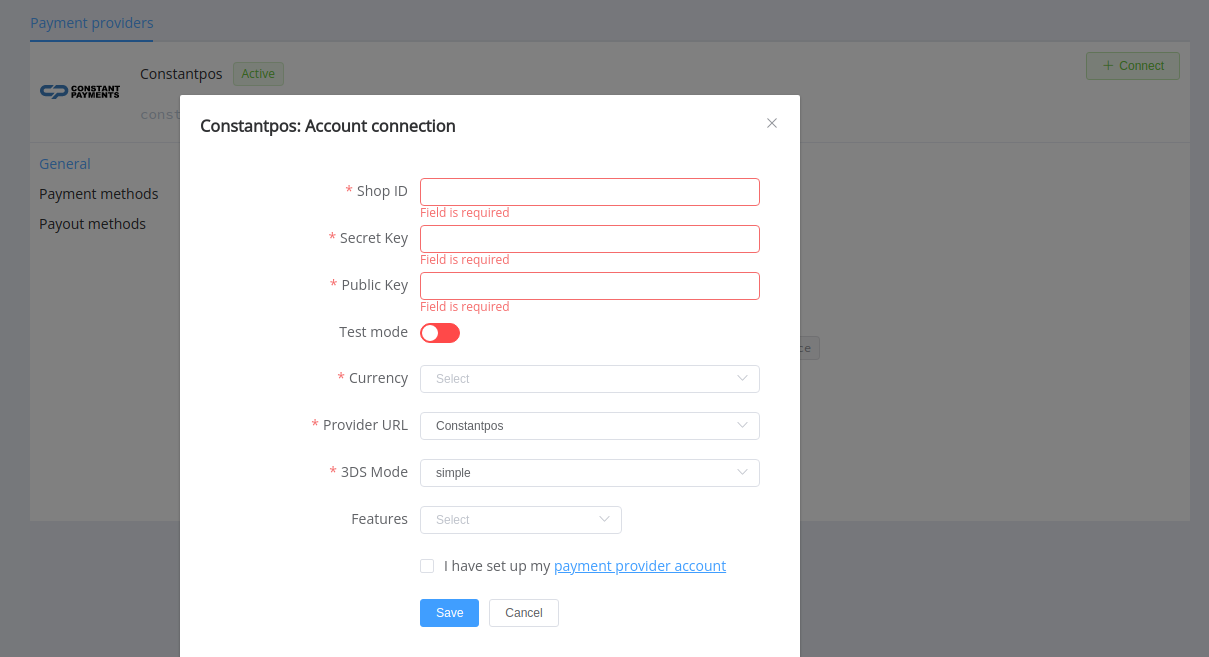 Payment providers
Constantpos Active
+ Connect
CONSTANT
PAYMENTS
const
Constantpos: Account connection
General
Payment methods
Payout methods
* Shop ID
Field is required
* Secret Key
Field is required
* Public Key
Field is required
Test mode
ce
* Currency Select
* Provider URL Constantpos
* 3DS Mode simple
Features Select
I have set up my payment provider account
Save Cancel